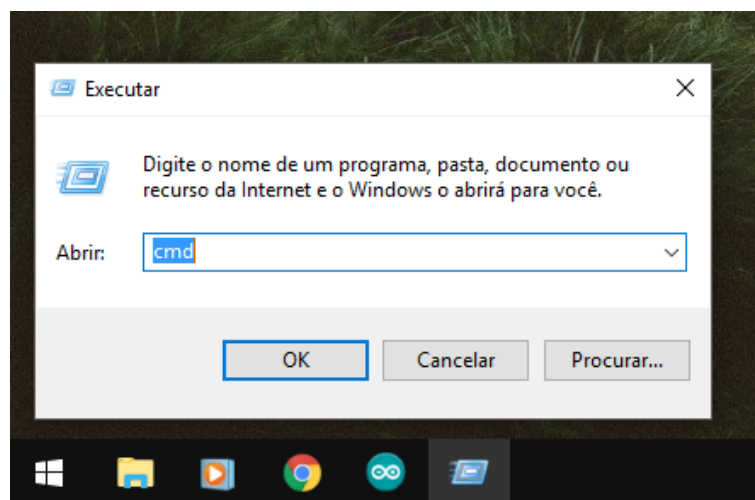 Executar
Digite o nome de um programa, pasta, documento ou
recurso da Internet e o Windows o abrirá para você.
Abrir:
cmd
OK
Cancelar
Procurar...